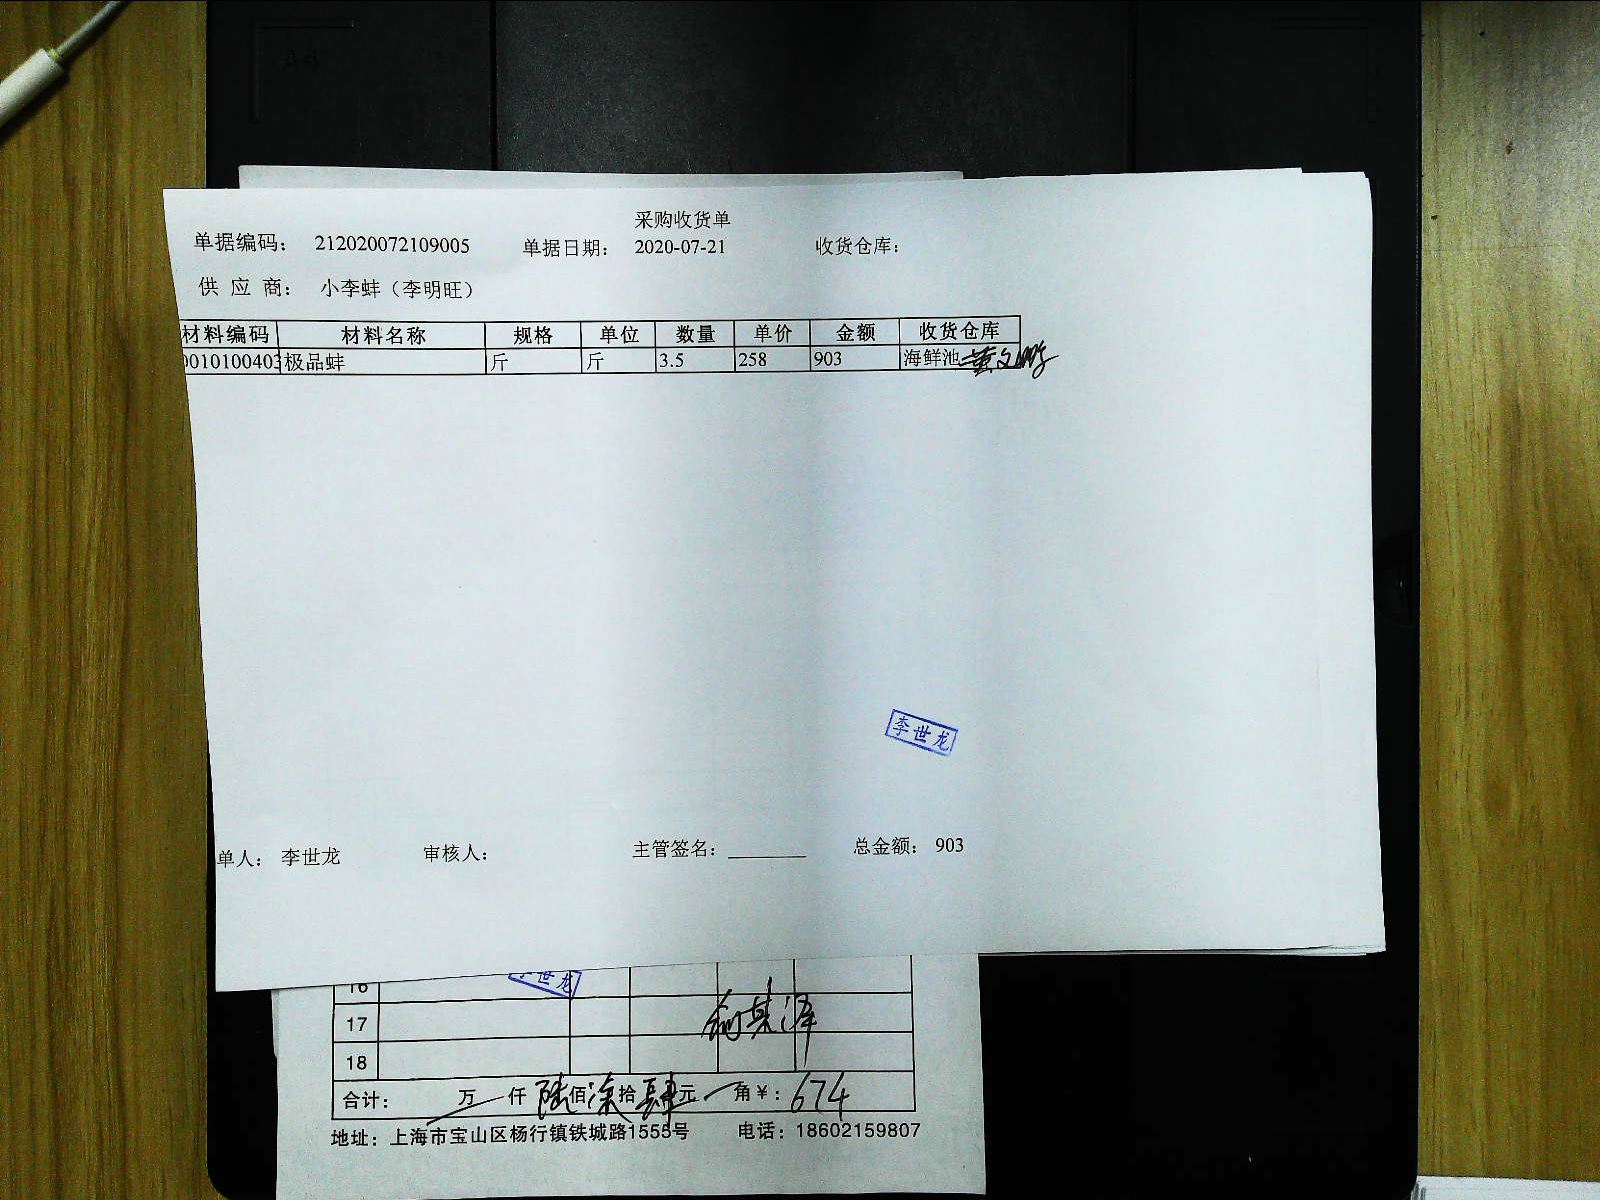 采购收货单
单据编码： 212020072109005 单据日期： 2020-07-21 收货仓库：
供 应 商： 小李蚌（李明旺）
材料编码 材料名称 规格 单位 数量 单价 金额 收货仓库
0010100403 极品蚌 斤 斤 3.5 258 903 海鲜池
李世龙
单人： 李世龙 审核人： 主管签名： 总金额： 903
李世龙
16
17
18
合计： 万 仟 陆 佰 柒 拾 肆 元 角 ¥： 674
地址：上海市宝山区杨行镇铁城路1555号 电话：18602159807